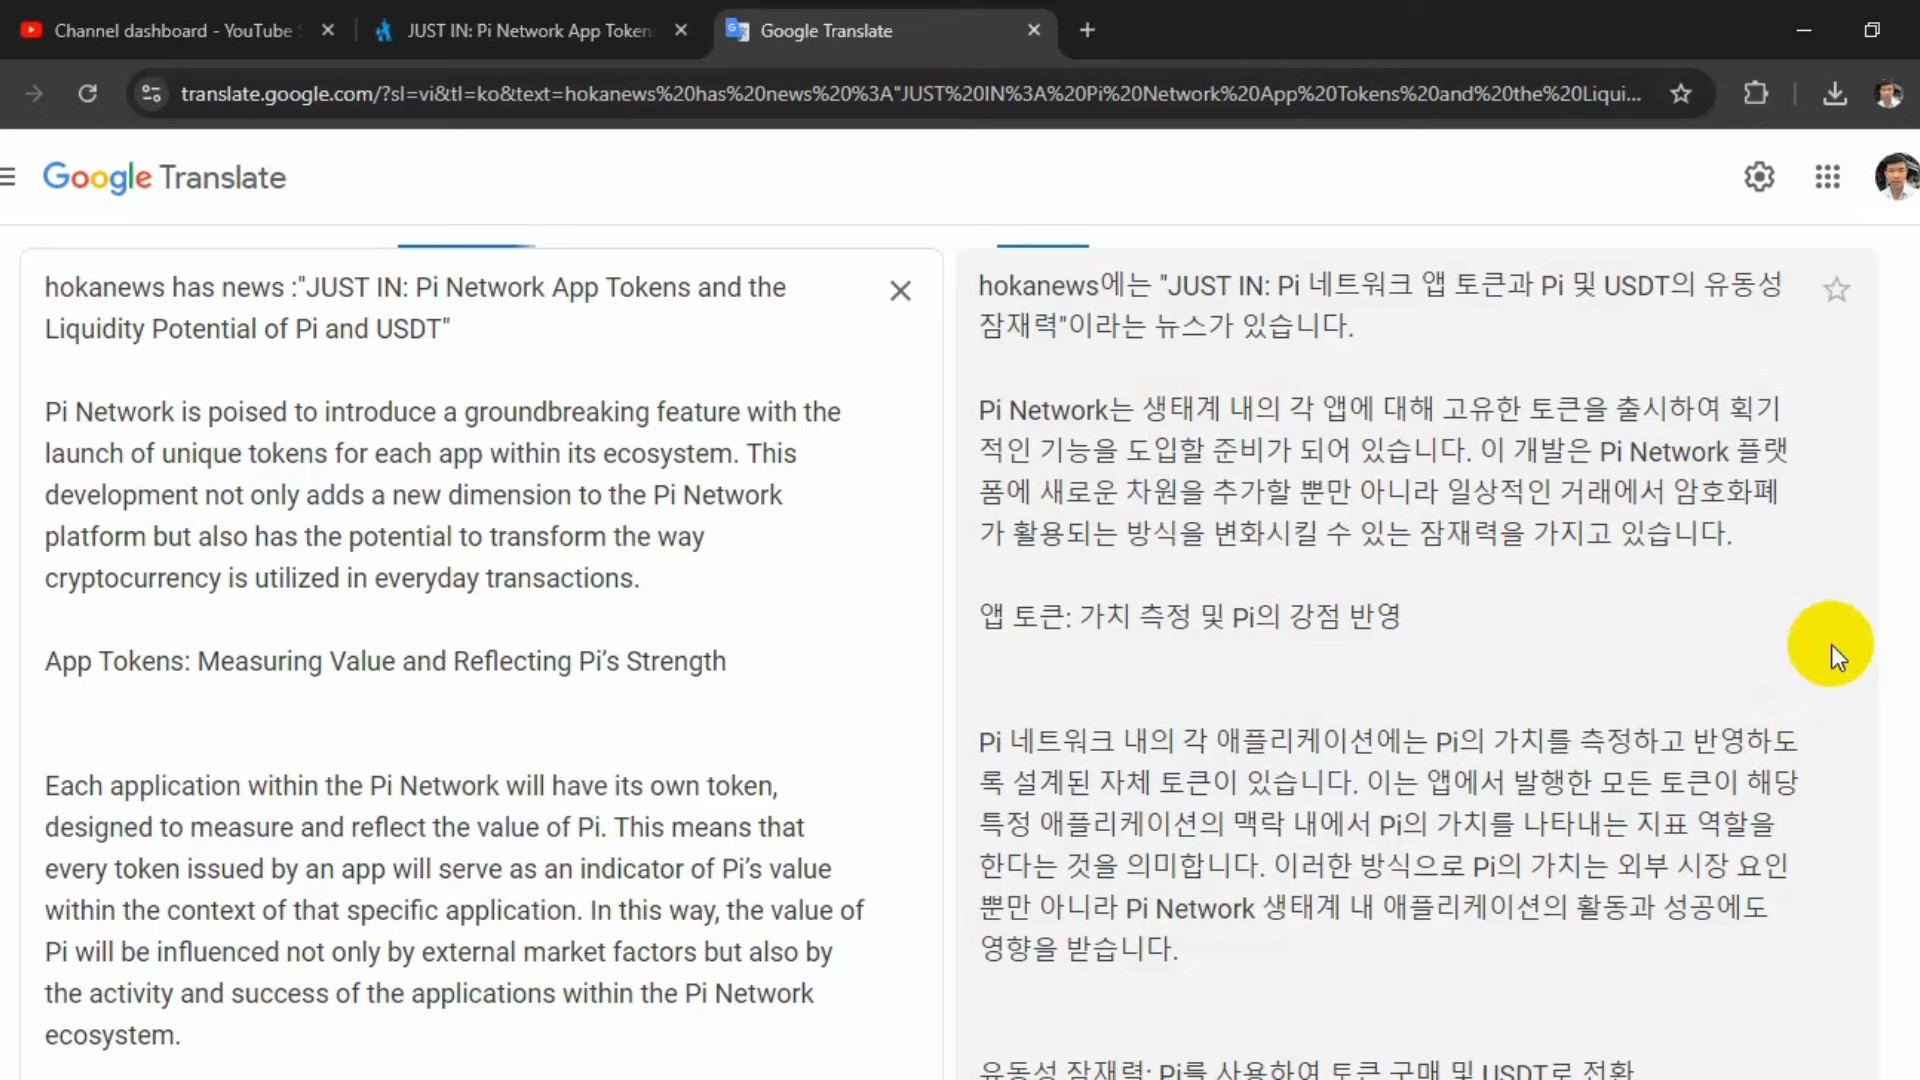 Channel dashboard - YouTube
JUST IN: Pi Network App Token
Google Translate
translate.google.com/?sl=vi&tl=ko&text=hokanews%20has%20news%20%3A"JUST%20IN%3A%20Pi%20Network%20App%20Tokens%20and%20the%20Liqui...
Google Translate
hokanews has news :"JUST IN: Pi Network App Tokens and the
Liquidity Potential of Pi and USDT"
Pi Network is poised to introduce a groundbreaking feature with the
launch of unique tokens for each app within its ecosystem. This
development not only adds a new dimension to the Pi Network
platform but also has the potential to transform the way
cryptocurrency is utilized in everyday transactions.
App Tokens: Measuring Value and Reflecting Pi’s Strength
Each application within the Pi Network will have its own token,
designed to measure and reflect the value of Pi. This means that
every token issued by an app will serve as an indicator of Pi’s value
within the context of that specific application. In this way, the value of
Pi will be influenced not only by external market factors but also by
the activity and success of the applications within the Pi Network
ecosystem.
hokanews에는 "JUST IN: Pi 네트워크 앱 토큰과 Pi 및 USDT의 유동성
잠재력"이라는 뉴스가 있습니다.
Pi Network는 생태계 내의 각 앱에 대해 고유한 토큰을 출시하여 획기
적인 기능을 도입할 준비가 되어 있습니다. 이 개발은 Pi Network 플랫
폼에 새로운 차원을 추가할 뿐만 아니라 일상적인 거래에서 암호화폐
가 활용되는 방식을 변화시킬 수 있는 잠재력을 가지고 있습니다.
앱 토큰: 가치 측정 및 Pi의 강점 반영
Pi 네트워크 내의 각 애플리케이션에는 Pi의 가치를 측정하고 반영하도
록 설계된 자체 토큰이 있습니다. 이는 앱에서 발행한 모든 토큰이 해당
특정 애플리케이션의 맥락 내에서 Pi의 가치를 나타내는 지표 역할을
한다는 것을 의미합니다. 이러한 방식으로 Pi의 가치는 외부 시장 요인
뿐만 아니라 Pi Network 생태계 내 애플리케이션의 활동과 성공에도
영향을 받습니다.
유동성 잠재력: Pi를 사용하여 토큰 구매 및 USDT로 전환